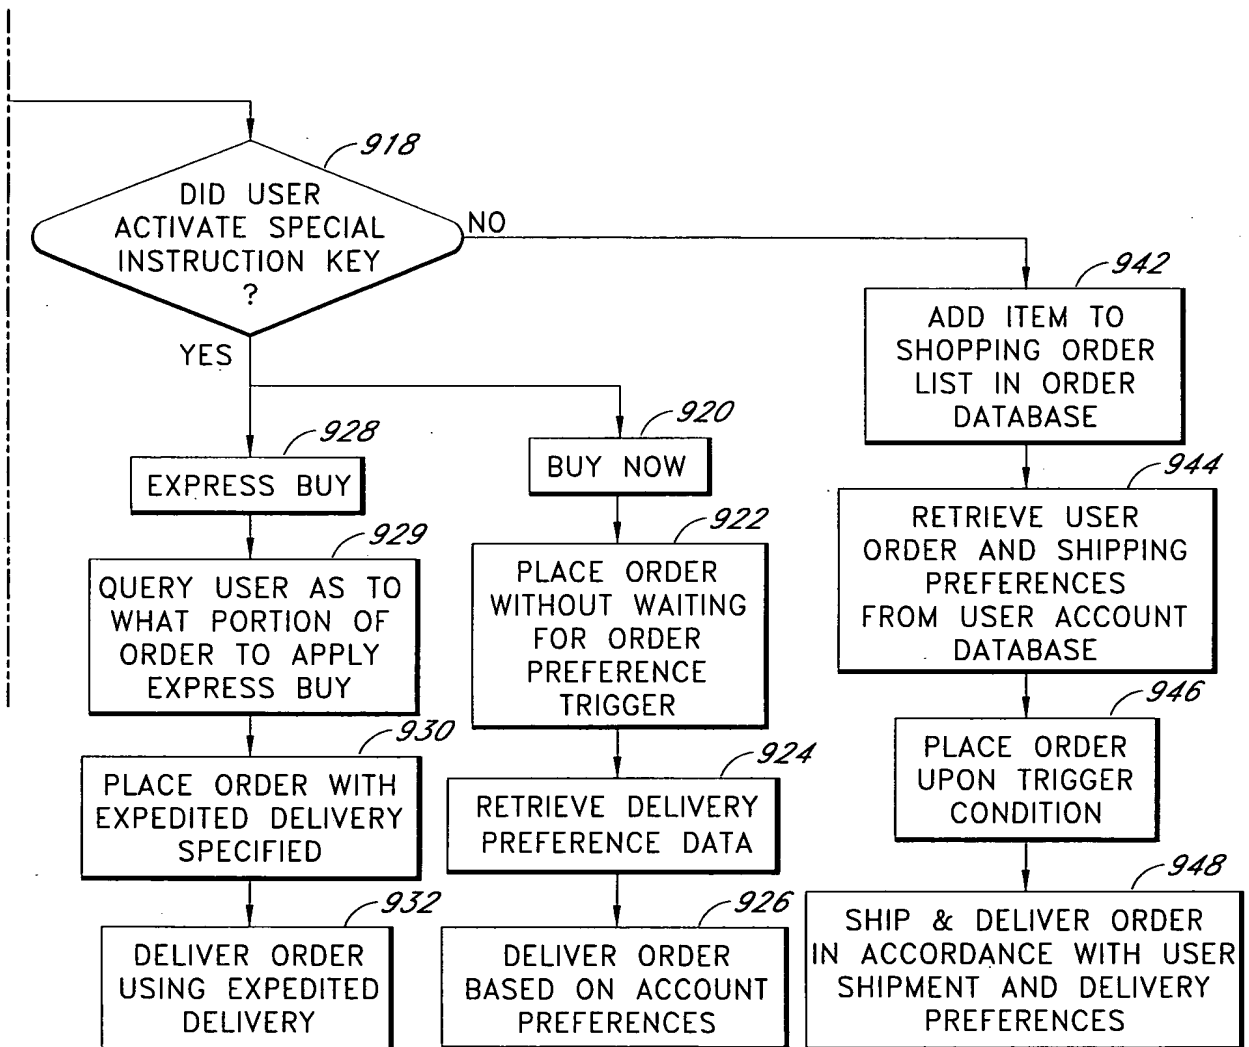 918
DID USER
ACTIVATE SPECIAL
INSTRUCTION KEY
?
NO
YES
928
EXPRESS BUY
929
QUERY USER AS TO
WHAT PORTION OF
ORDER TO APPLY
EXPRESS BUY
930
PLACE ORDER WITH
EXPEDITED DELIVERY
SPECIFIED
932
DELIVER ORDER
USING EXPEDITED
DELIVERY
920
BUY NOW
922
PLACE ORDER
WITHOUT WAITING
FOR ORDER
PREFERENCE
TRIGGER
924
RETRIEVE DELIVERY
PREFERENCE DATA
926
DELIVER ORDER
BASED ON ACCOUNT
PREFERENCES
942
ADD ITEM TO
SHOPPING ORDER
LIST IN ORDER
DATABASE
944
RETRIEVE USER
ORDER AND SHIPPING
PREFERENCES
FROM USER ACCOUNT
DATABASE
946
PLACE ORDER
UPON TRIGGER
CONDITION
948
SHIP & DELIVER ORDER
IN ACCORDANCE WITH USER
SHIPMENT AND DELIVERY
PREFERENCES